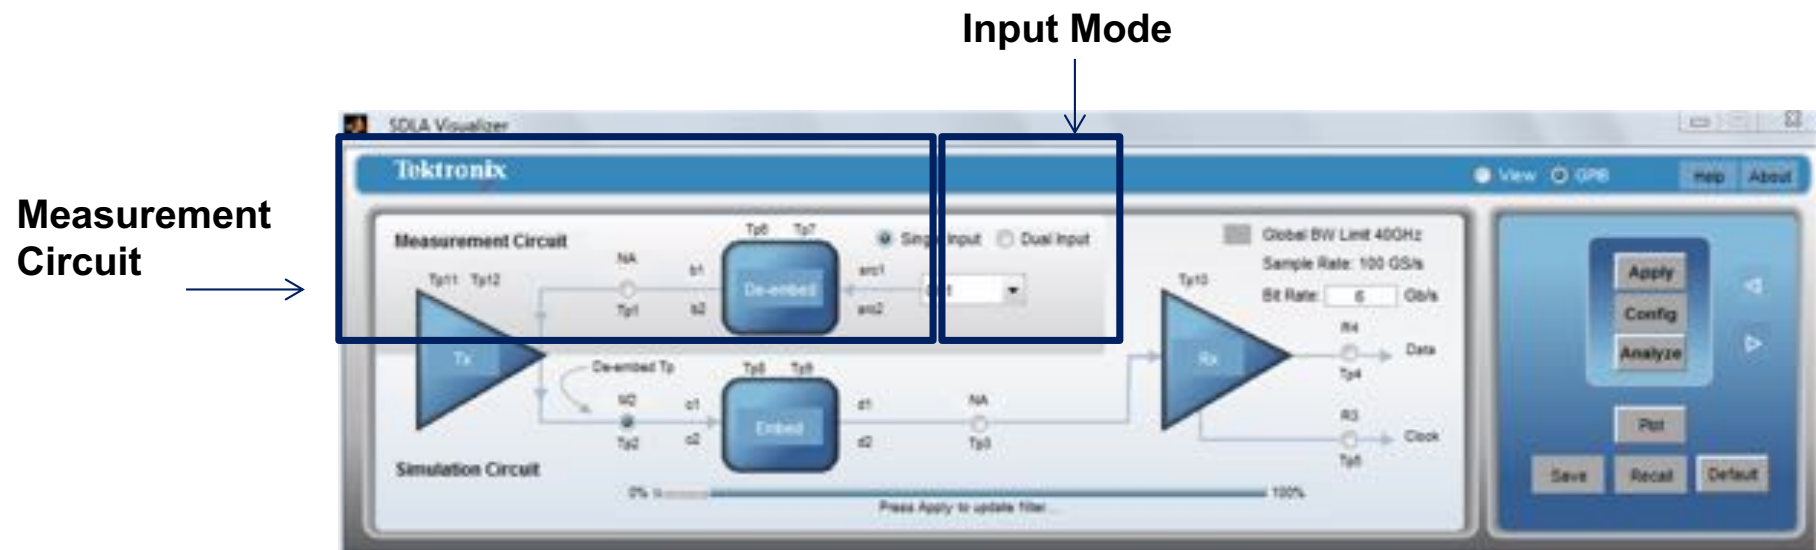 Input Mode
SDLA Visualizer
Tektronix
View GPIB Help About
Measurement
Circuit
Measurement Circuit
Tp6 Tp7
Single Input Dual Input
Global BW Limit 40GHz
Sample Rate: 100 GS/s
Bit Rate: 6 Gb/s
Tp11 Tp12
NA
b1
b2
Tp1
De-embed
src1
src2
Tp10
R4
Data
Tp4
Tx
Rx
De-embed Tp
Tp8 Tp9
M2
Tp2
c1
c2
Embed
d1
d2
NA
Tp3
R3
Clock
Tp5
Simulation Circuit
0% 100%
Press Apply to update filter...
Apply
Config
Analyze
Plot
Save Recall Default